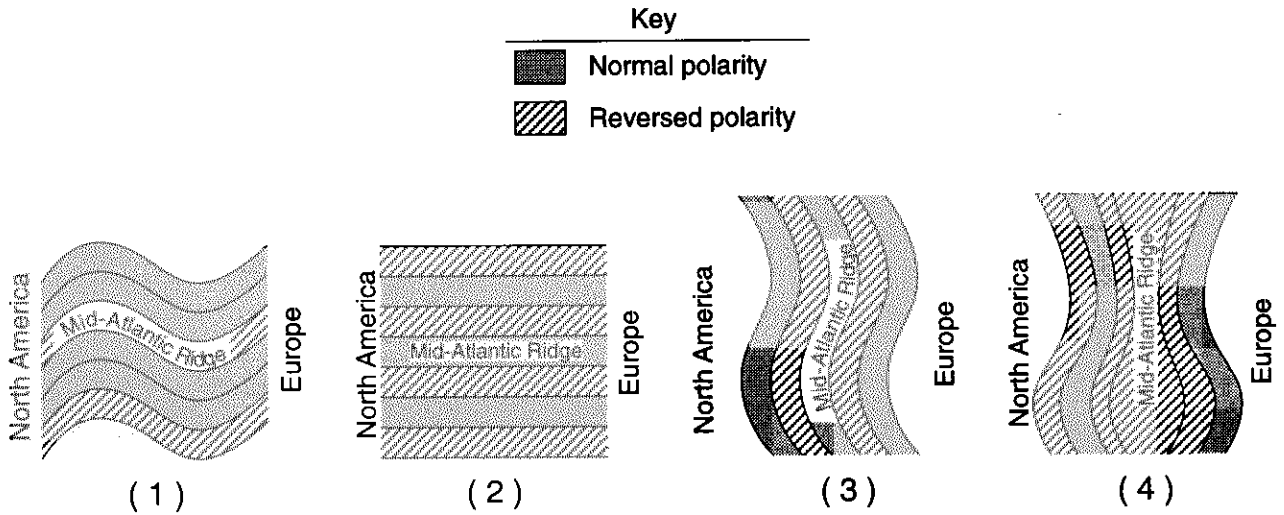 Key
Normal polarity
Reversed polarity
North America
Mid-Atlantic Ridge
Europe
( 1 )
North America
Mid-Atlantic Ridge
Europe
( 2 )
North America
Mid-Atlantic Ridge
Europe
( 3 )
North America
Mid-Atlantic Ridge
Europe
( 4 )